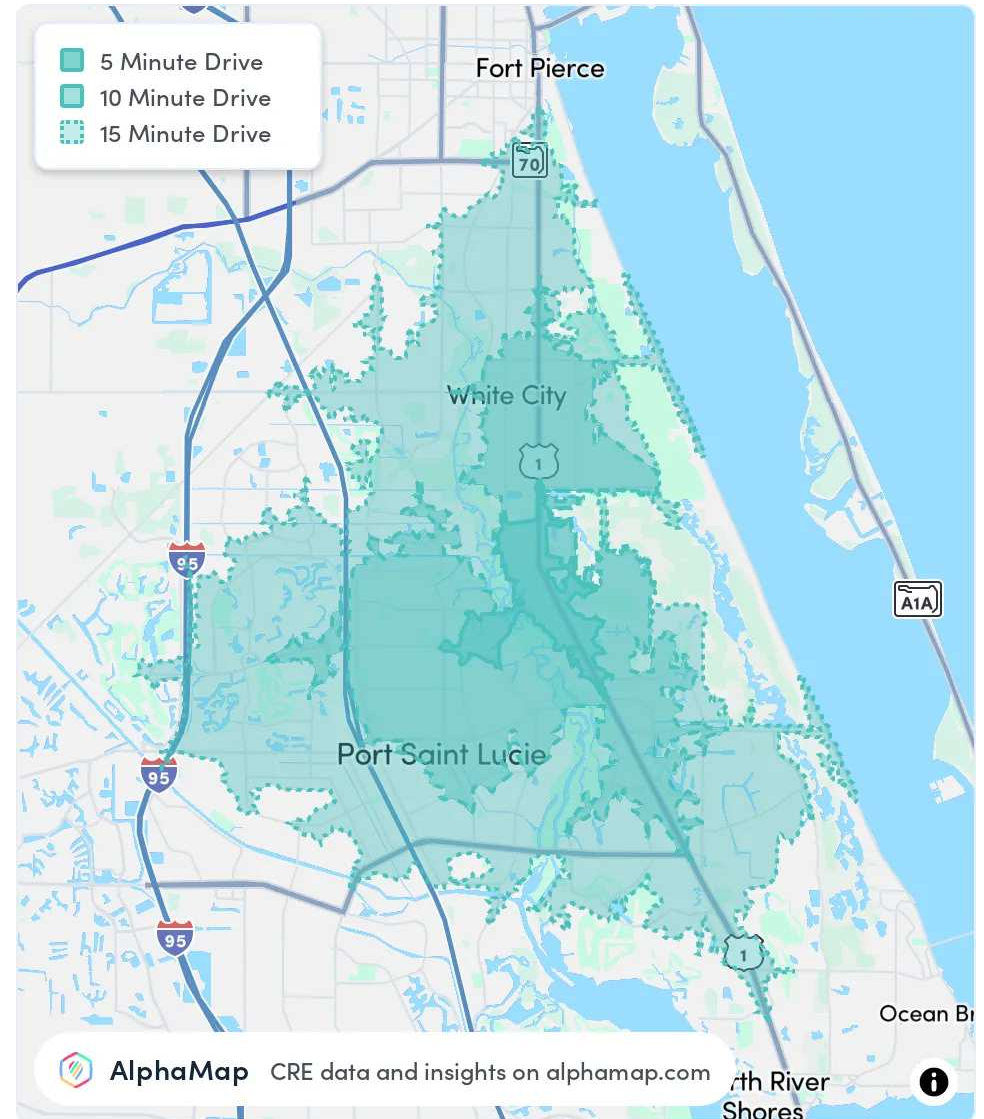 5 Minute Drive
10 Minute Drive
15 Minute Drive
Fort Pierce
70
White City
1
95
A1A
Port Saint Lucie
95
95
1
Ocean Br
AlphaMap CRE data and insights on alphamap.com
rth River
Shores